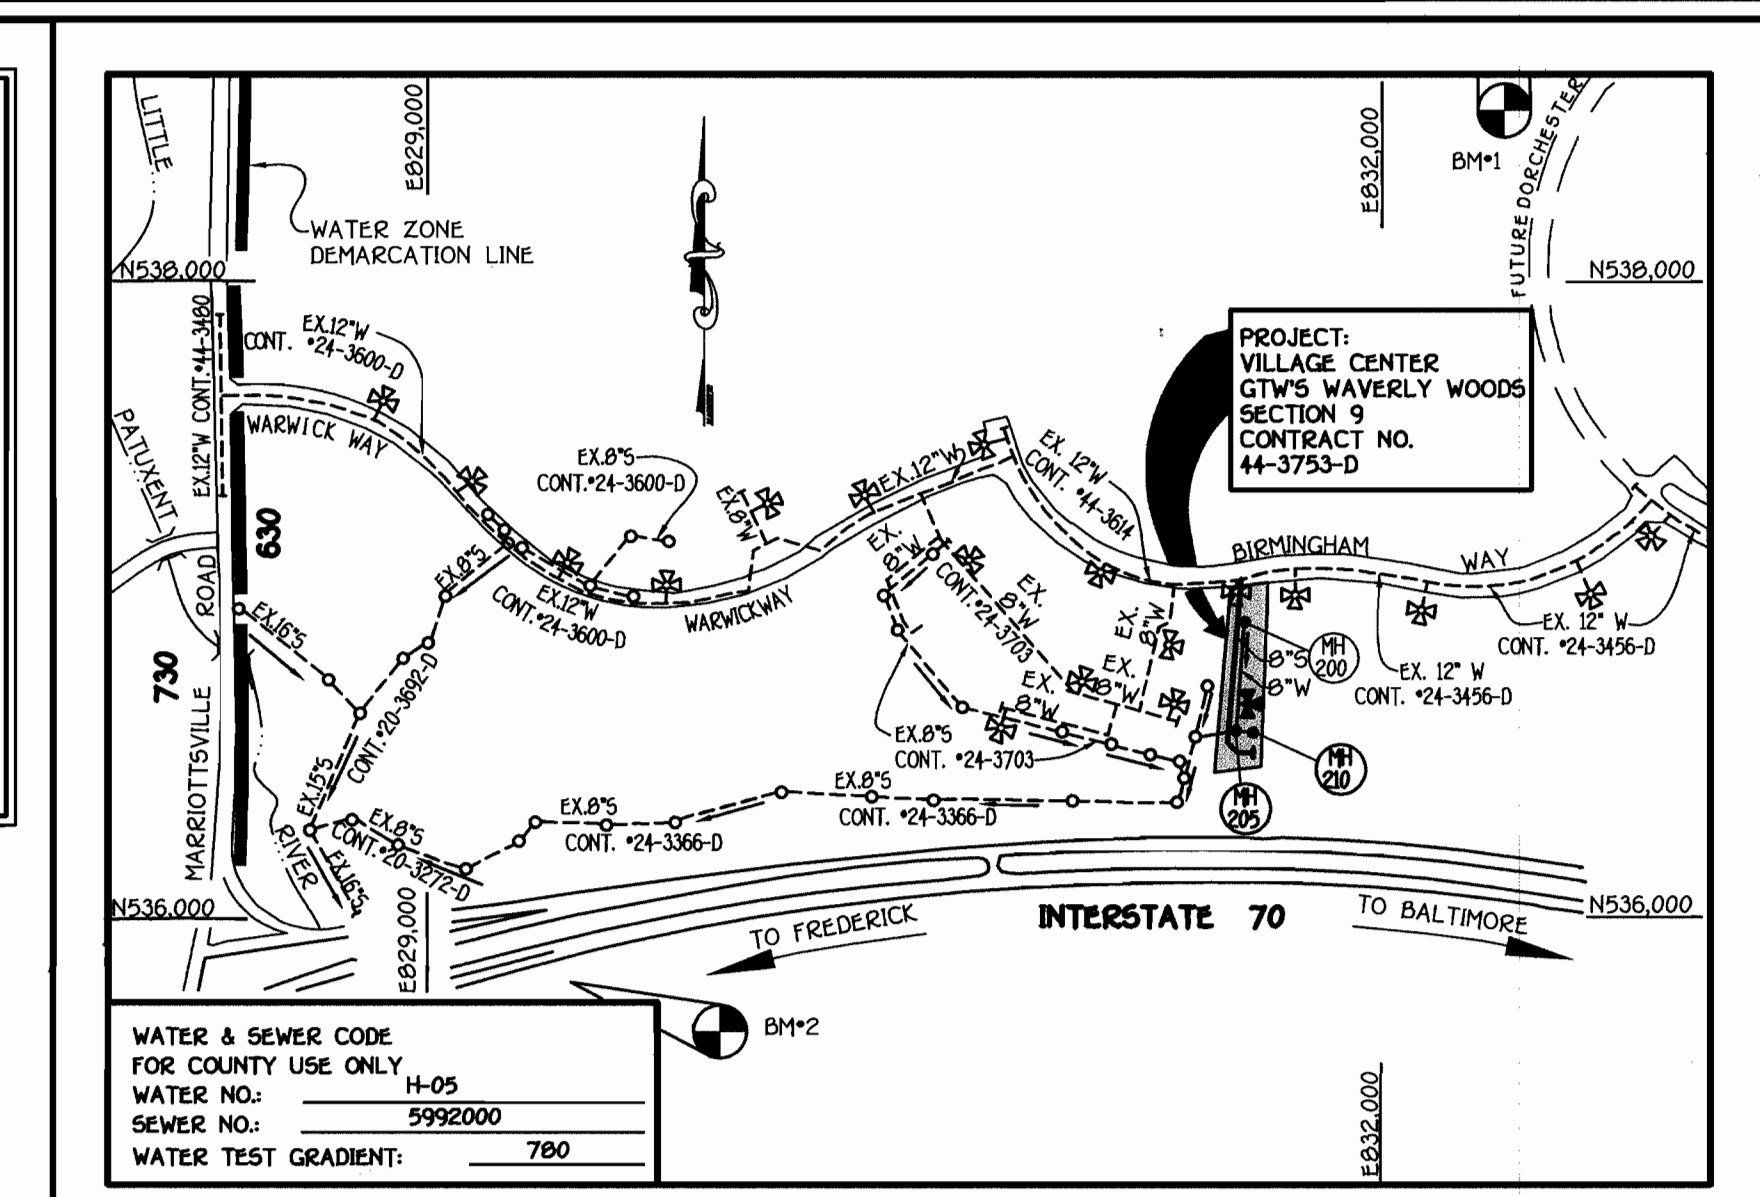 LITTLE
E829,000
E832,000
BM•1
FUTURE DORCHESTER
WATER ZONE
DEMARCATION LINE
N538,000
N538,000
EX.12"W CONT.•44-3480
EX.12"W
CONT. •24-3600-D
PROJECT:
VILLAGE CENTER
GTW'S WAVERLY WOODS
SECTION 9
CONTRACT NO.
44-3753-D
WARWICK WAY
PATUXENT
EX.8"S
CONT.•24-3600-D
EX.8"W
EX.12"W
EX. 12"W
CONT. •44-3614
630
BIRMINGHAM WAY
EX.8"S
EX.12"W
CONT.•24-3600-D
WARWICKWAY
EX.
8"W
CONT.•24-3703
EX.
8"W
EX.
8"W
EX.
8"W
EX.
8"W
EX. 12" W
CONT. •24-3456-D
EX. 12" W
CONT. •24-3456-D
MH
200
8"S
8"W
ROAD
EX.16"S
730
CONT.•20-3692-D
EX.8"S
CONT. •24-3703
MH
210
MH
205
MARRIOTTSVILLE
EX.15"S
EX.8"S
CONT. •24-3366-D
EX.8"S
CONT. •24-3366-D
EX.8"S
CONT.•20-3272-D
RIVER
EX.16"S
N536,000
N536,000
E829,000
TO FREDERICK
INTERSTATE 70
TO BALTIMORE
BM•2
E832,000
WATER & SEWER CODE
FOR COUNTY USE ONLY
WATER NO.: H-05
SEWER NO.: 5992000
WATER TEST GRADIENT: 780